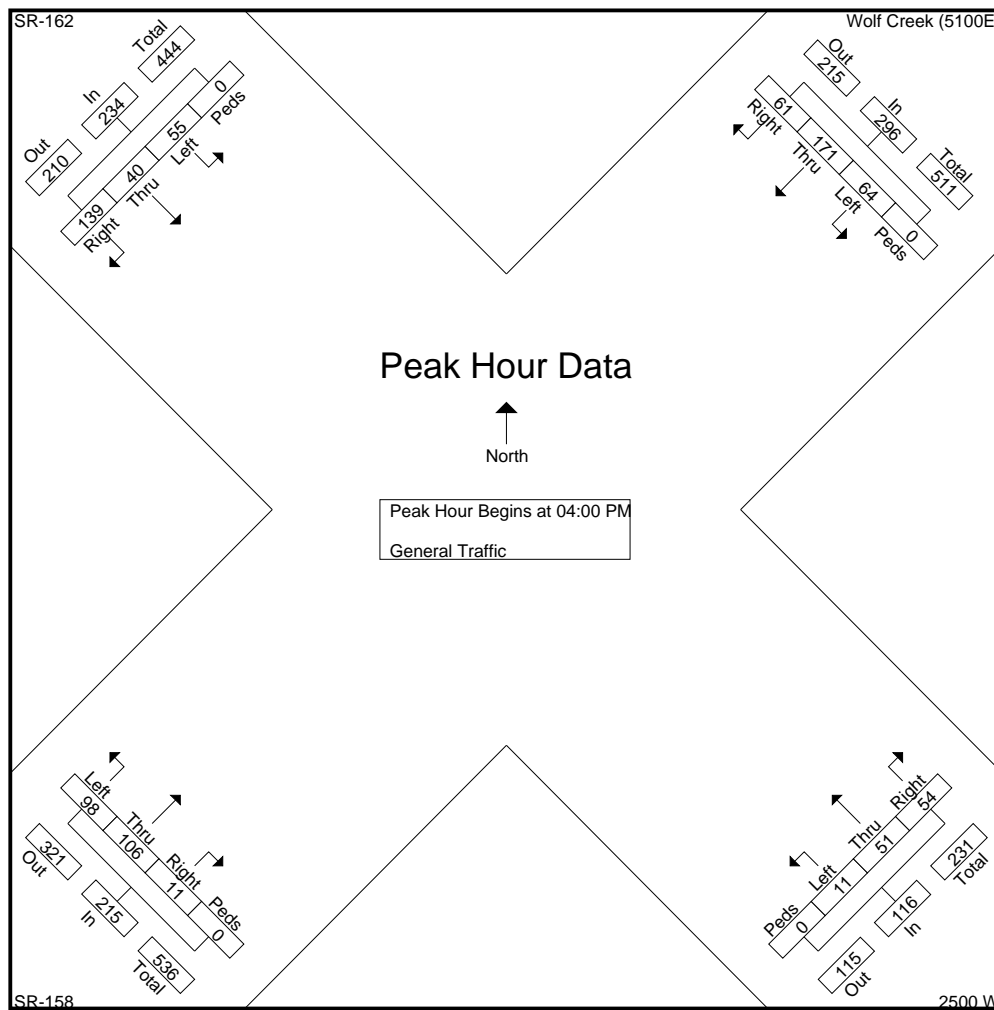 SR-162
Wolf Creek (5100E
Total
444
In
234
Out
210
0
Peds
55
Left
40
Thru
139
Right
Out
215
In
296
Total
511
61
Right
171
Thru
64
Left
0
Peds
Peak Hour Data
North
Peak Hour Begins at 04:00 PM
General Traffic
Left
98
Thru
106
Right
11
Peds
0
321
Out
215
In
536
Total
Right
54
Thru
51
Left
11
Peds
0
231
Total
116
In
115
Out
SR-158
2500 W